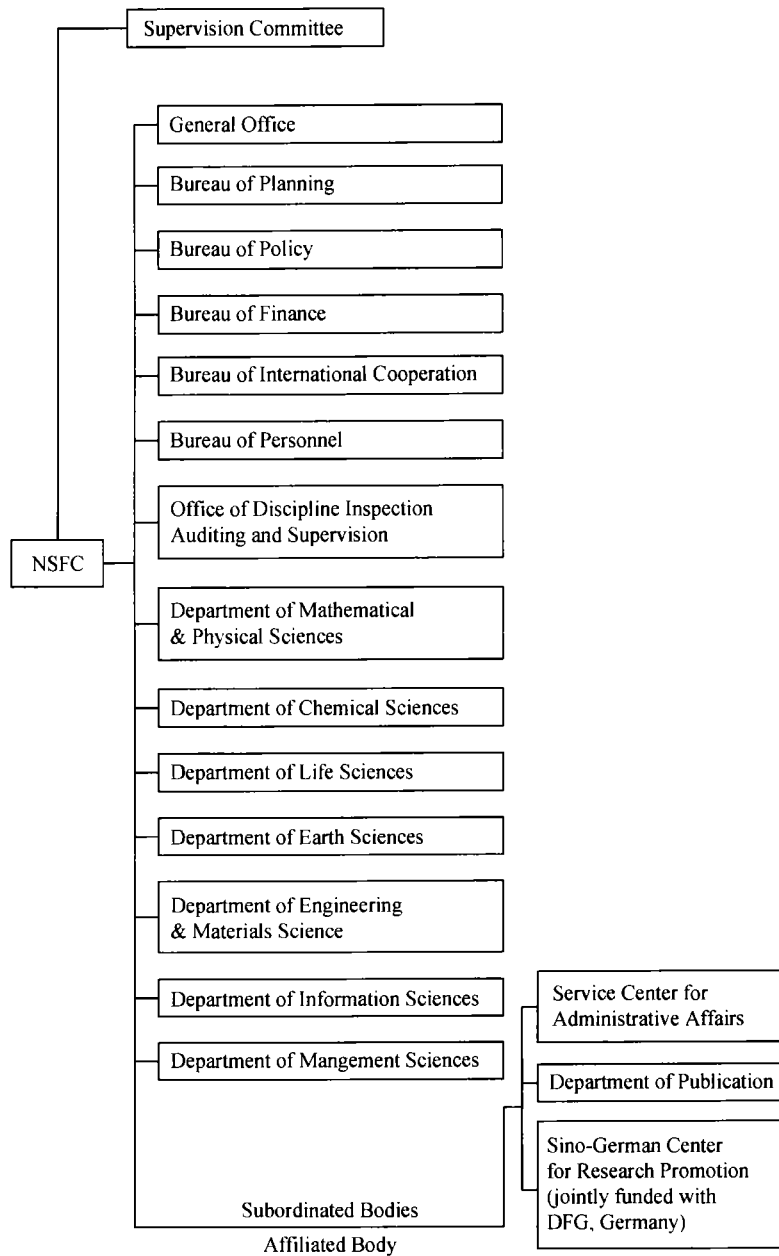 Supervision Committee
General Office
Bureau of Planning
Bureau of Policy
Bureau of Finance
Bureau of International Cooperation
Bureau of Personnel
Office of Discipline Inspection
Auditing and Supervision
NSFC
Department of Mathematical
& Physical Sciences
Department of Chemical Sciences
Department of Life Sciences
Department of Earth Sciences
Department of Engineering
& Materials Science
Department of Information Sciences
Department of Mangement Sciences
Service Center for
Administrative Affairs
Department of Publication
Sino-German Center
for Research Promotion
(jointly funded with
DFG, Germany)
Subordinated Bodies
Affiliated Body